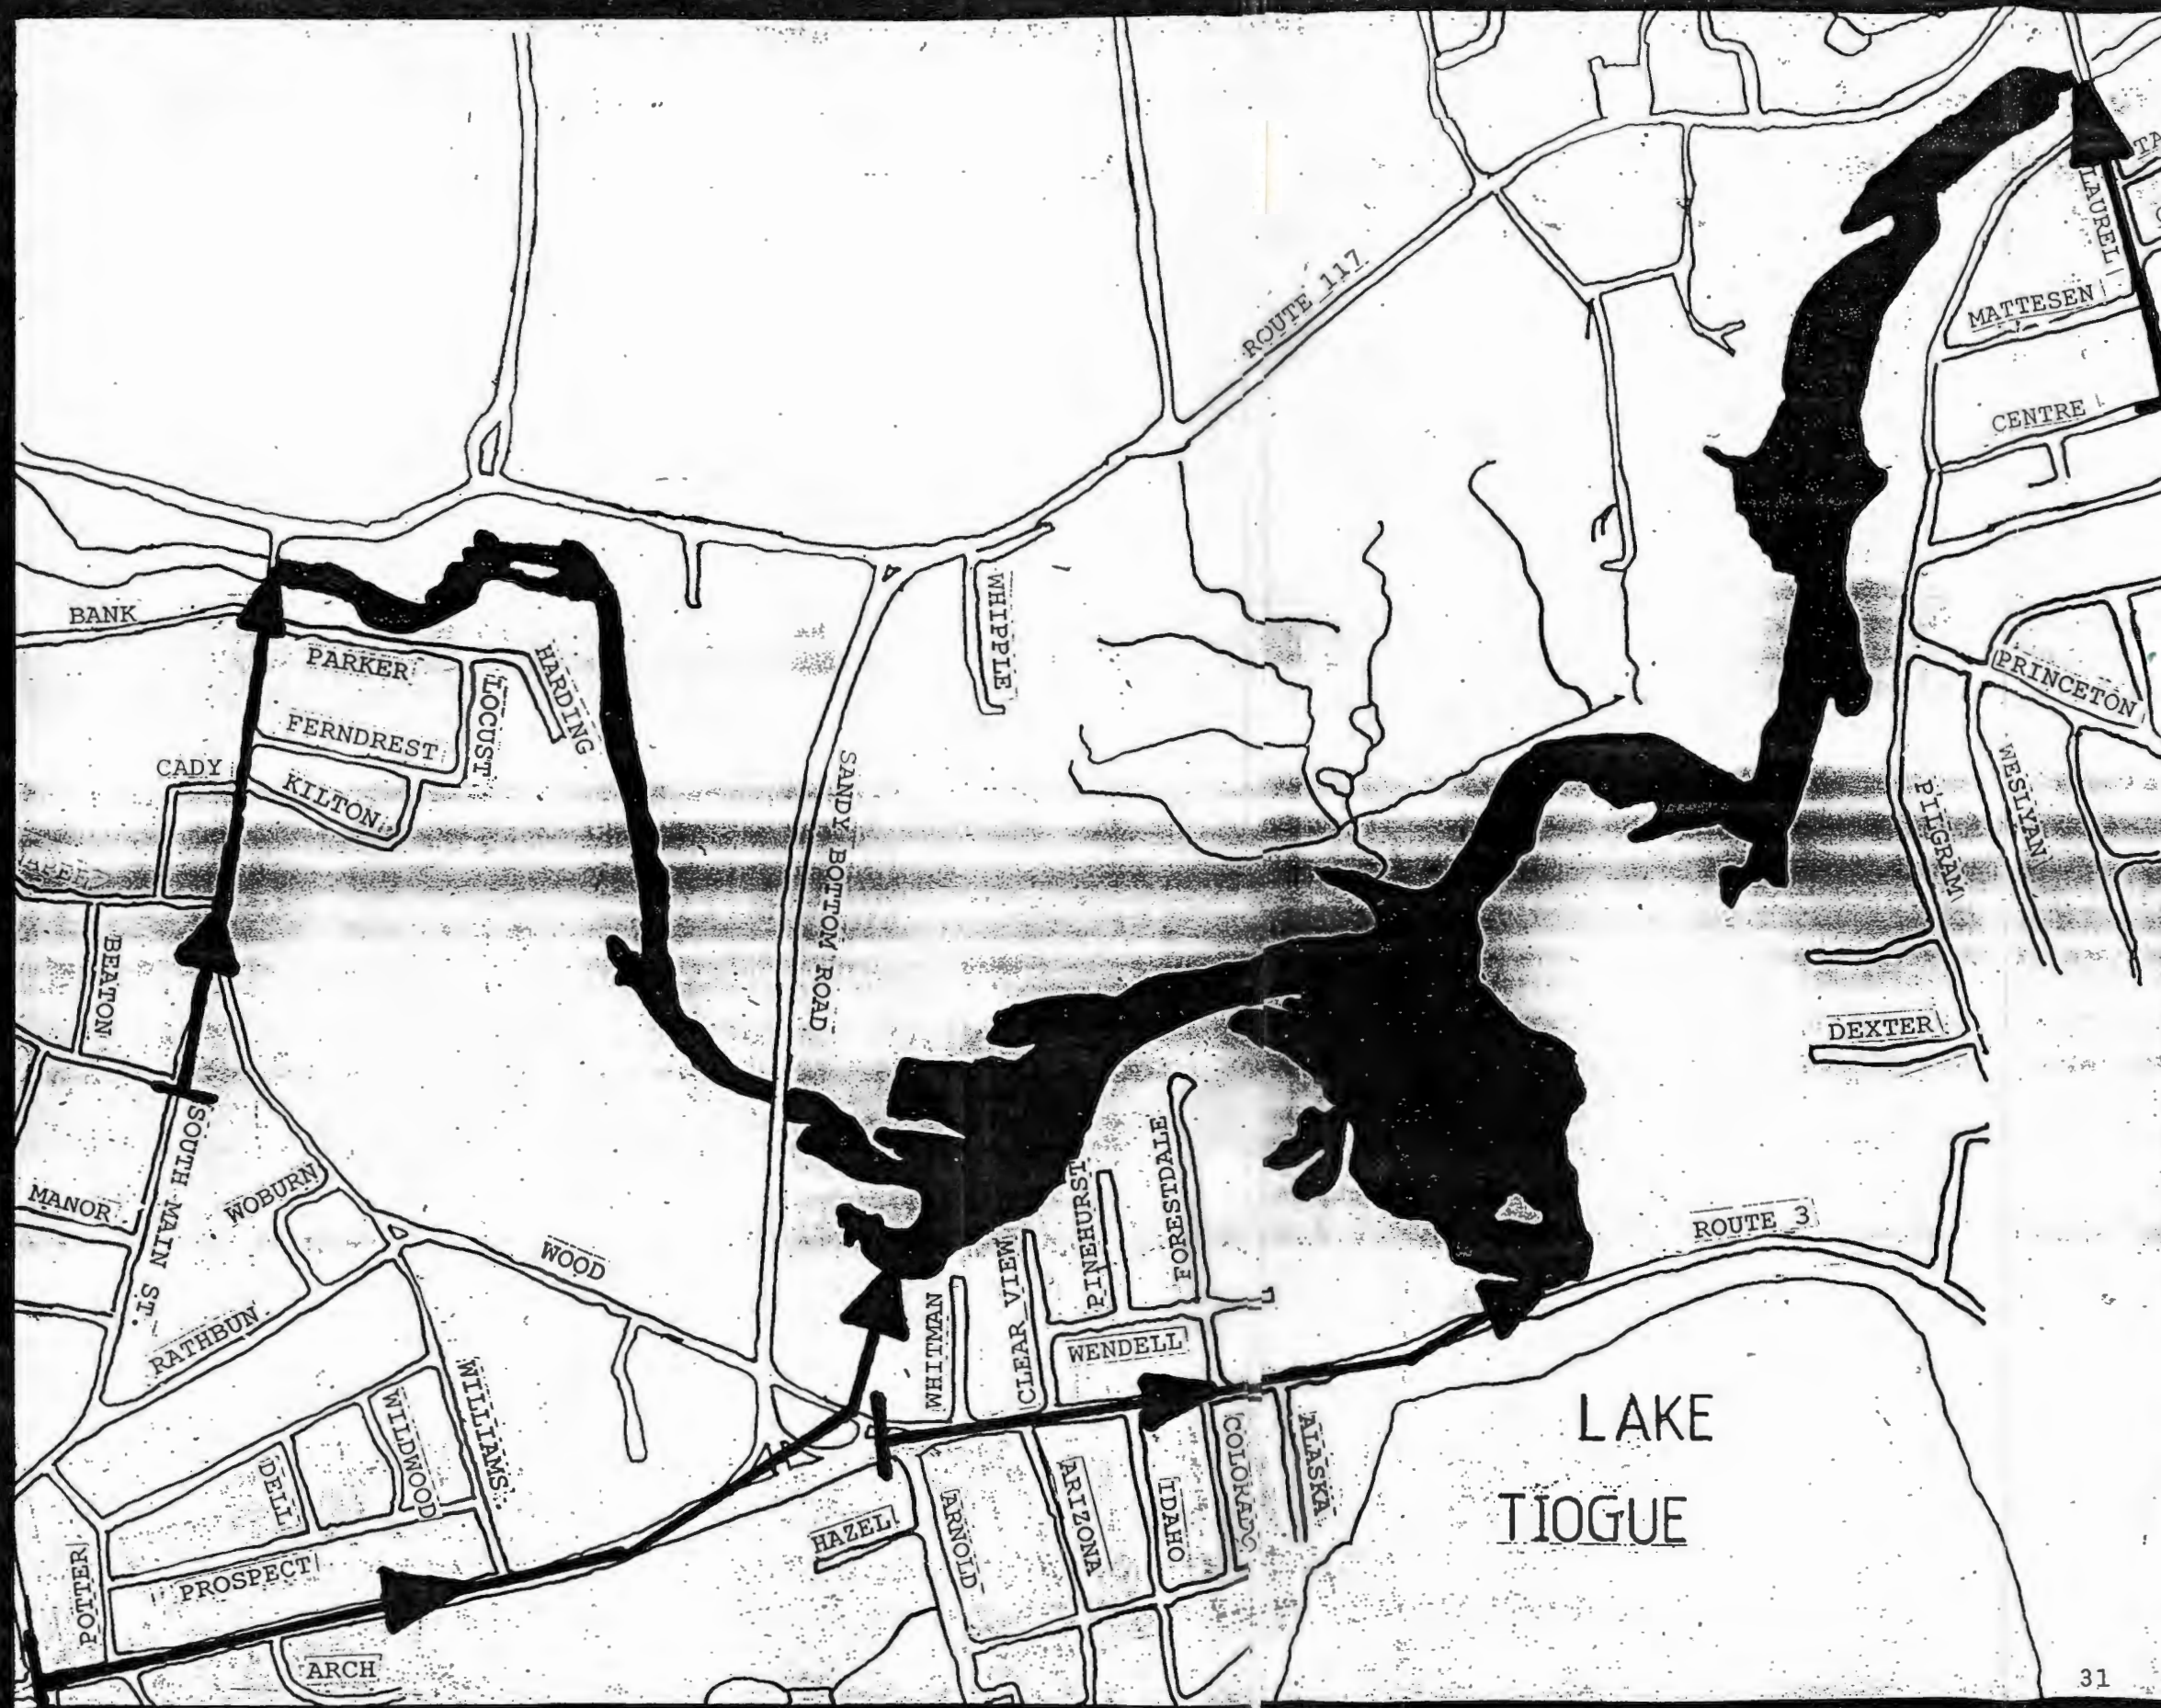 ROUTE 117
LAUREL
MATTESEN
CENTRE
BANK
PARKER
HARDING
LOCUST
FERNDREST
CADY
KILTON
WHIPPLE
PRINCETON
WESLYAN
PILGRAM
SANDY BOTTOM ROAD
BEATON
DEXTER
SOUTH MAIN ST.
MANOR
WOBURN
WOOD
RATHBUN
WILLIAMS
WILDWOOD
DELL
PROSPECT
POTTER
ARCH
WHITMAN
CLEAR VIEW
PINEHURST
FORESTDALE
WENDELL
ROUTE 3
HAZEL
ARNOLD
ARIZONA
IDAHO
COLORADO
ALASKA
LAKE
TIOGUE
31